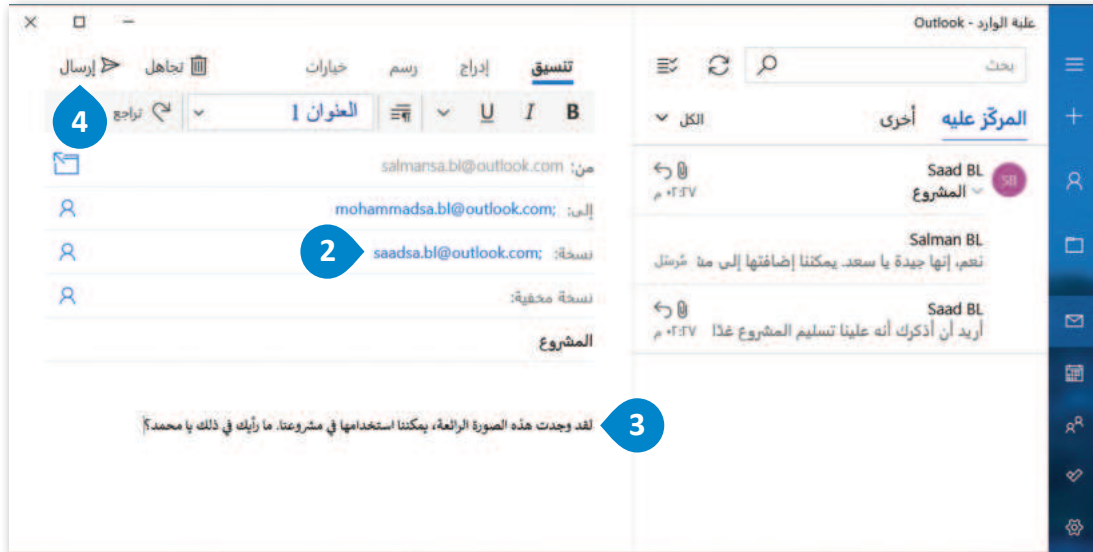 علبة الوارد - Outlook
بحث
المركّز عليه أخرى الكل
SB
Saad BL
المشروع
٠٢:٢٧ م
Salman BL
نعم، إنها جيدة يا سعد. يمكننا إضافتها إلى مـ مُرسَل
Saad BL
أريد أن أذكرك أنه علينا تسليم المشروع غدًا ٠٢:٢٧ م
تنسيق إدراج رسم خيارات تجاهل إرسال
4
B I U العنوان 1 تراجع
من: salmansa.bl@outlook.com
إلى: mohammadsa.bl@outlook.com;
نسخة: saadsa.bl@outlook.com;
2
نسخة مخفية:
المشروع
3
لقد وجدت هذه الصورة الرائعة، يمكننا استخدامها في مشروعنا. ما رأيك في ذلك يا محمد؟